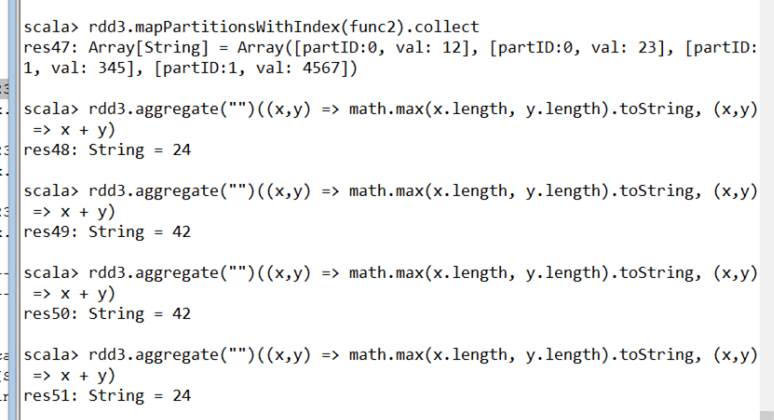 scala> rdd3.mapPartitionsWithIndex(func2).collect
res47: Array[String] = Array([partID:0, val: 12], [partID:0, val: 23], [partID:
1, val: 345], [partID:1, val: 4567])
scala> rdd3.aggregate("")((x,y) => math.max(x.length, y.length).toString, (x,y)
=> x + y)
res48: String = 24
scala> rdd3.aggregate("")((x,y) => math.max(x.length, y.length).toString, (x,y)
=> x + y)
res49: String = 42
scala> rdd3.aggregate("")((x,y) => math.max(x.length, y.length).toString, (x,y)
=> x + y)
res50: String = 42
scala> rdd3.aggregate("")((x,y) => math.max(x.length, y.length).toString, (x,y)
=> x + y)
res51: String = 24